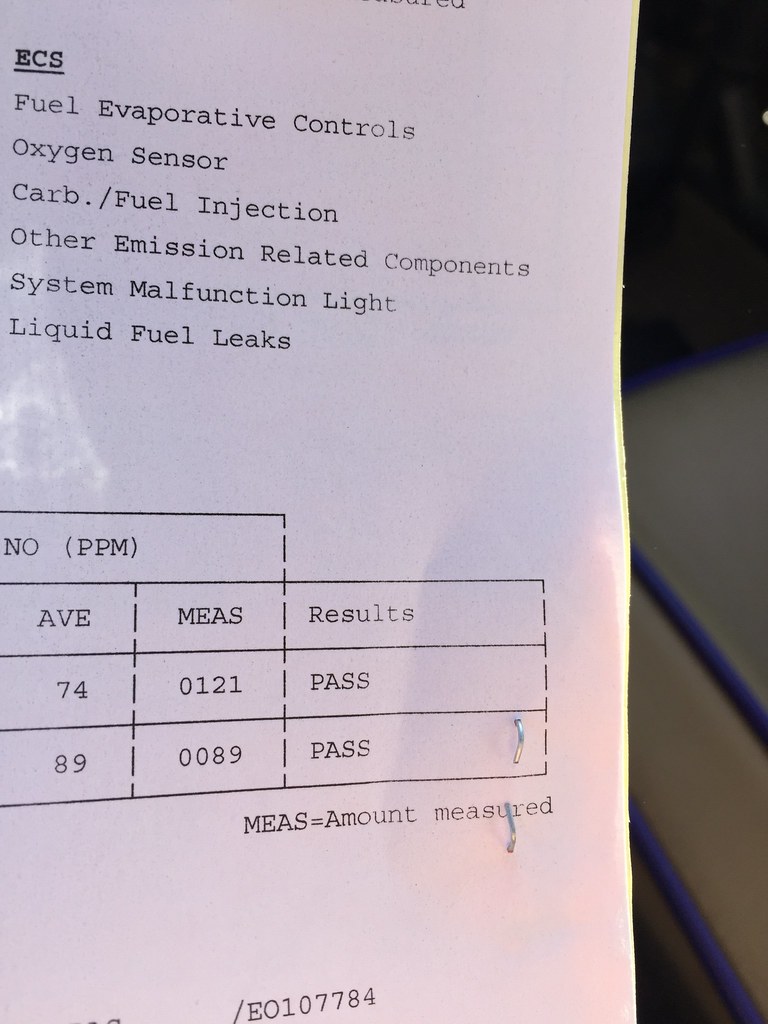 ECS
Fuel Evaporative Controls
Oxygen Sensor
Carb./Fuel Injection
Other Emission Related Components
System Malfunction Light
Liquid Fuel Leaks
NO (PPM)
AVE MEAS Results
74 0121 PASS
89 0089 PASS
MEAS=Amount measured
/EO107784